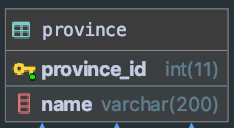 province
province_id int(11)
name varchar(200)